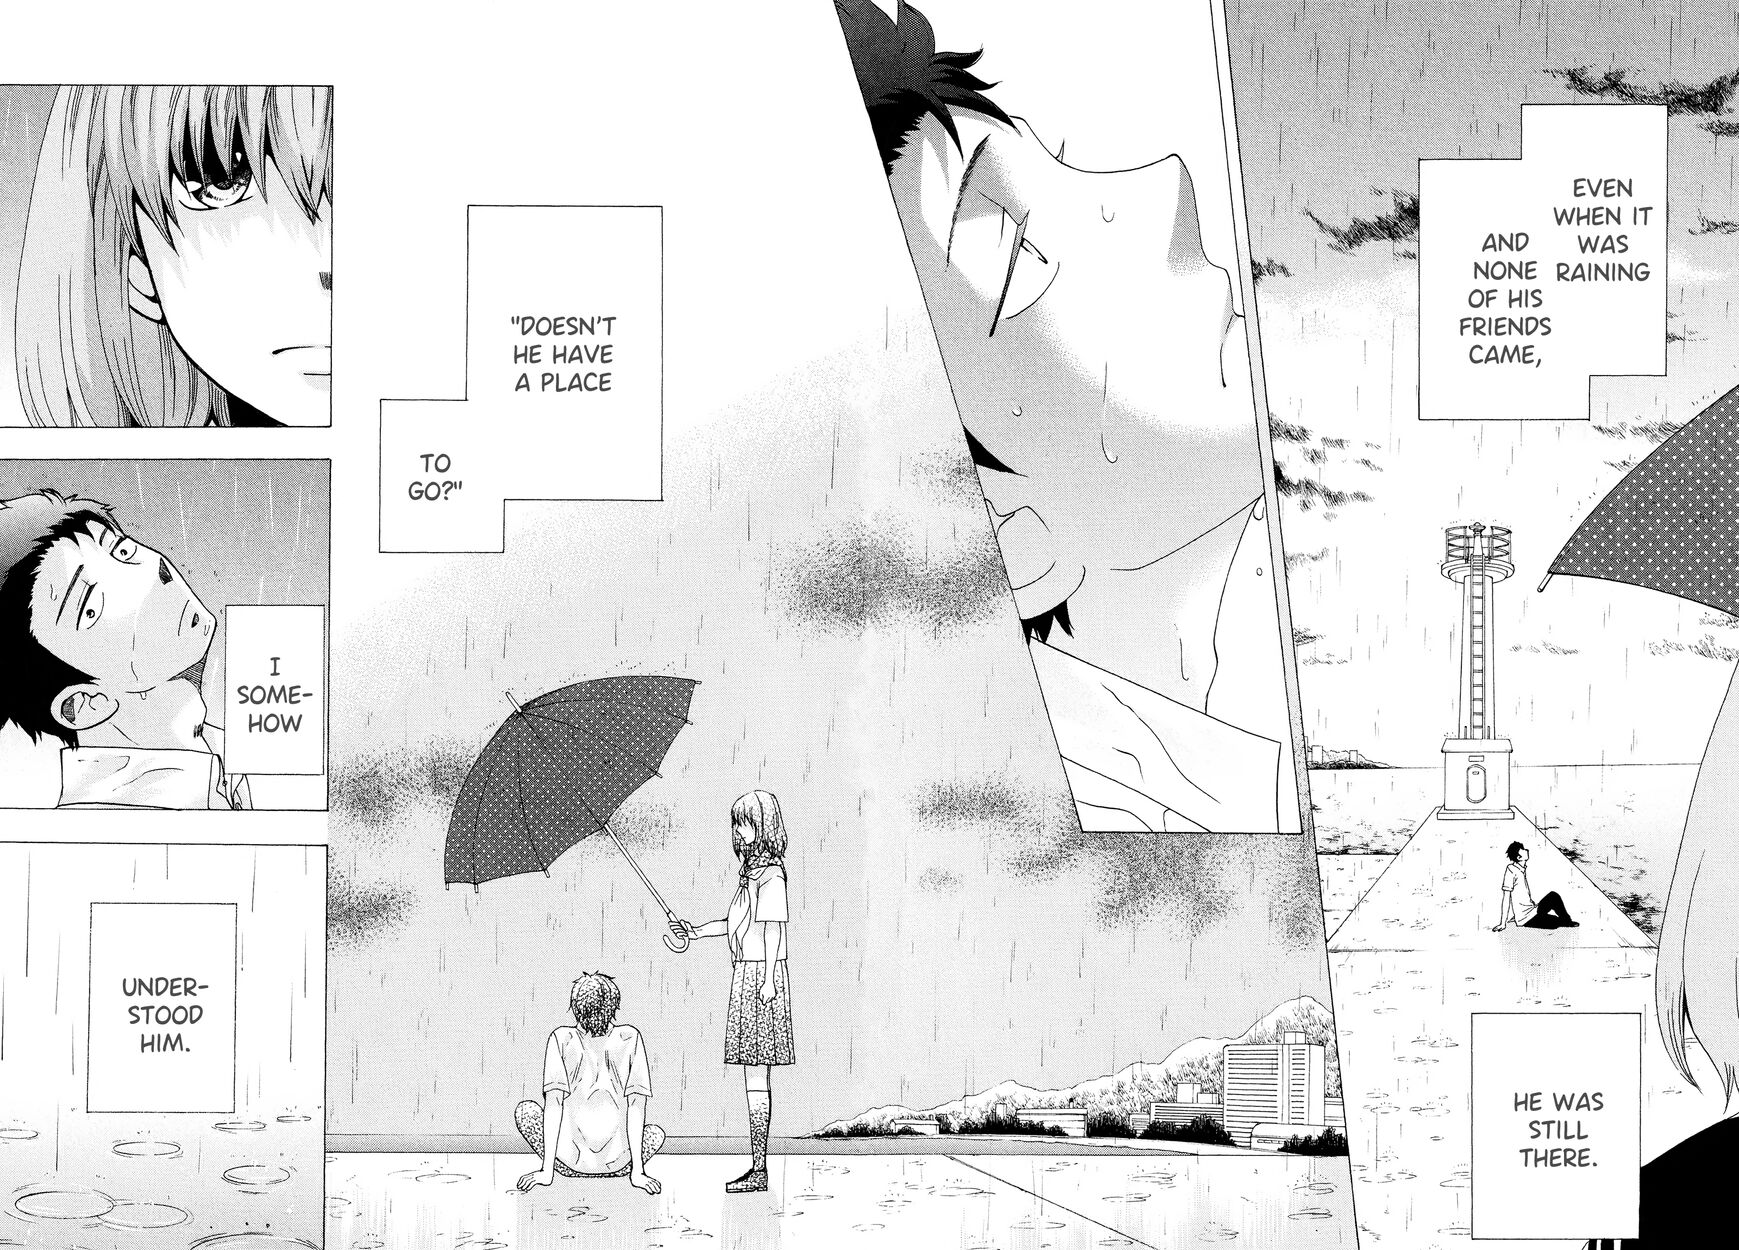 EVEN
WHEN IT
WAS
RAINING
AND
NONE
OF HIS
FRIENDS
CAME,
HE WAS
STILL
THERE.
"DOESN'T
HE HAVE
A PLACE
TO
GO?"
I
SOME-
HOW
UNDER-
STOOD
HIM.